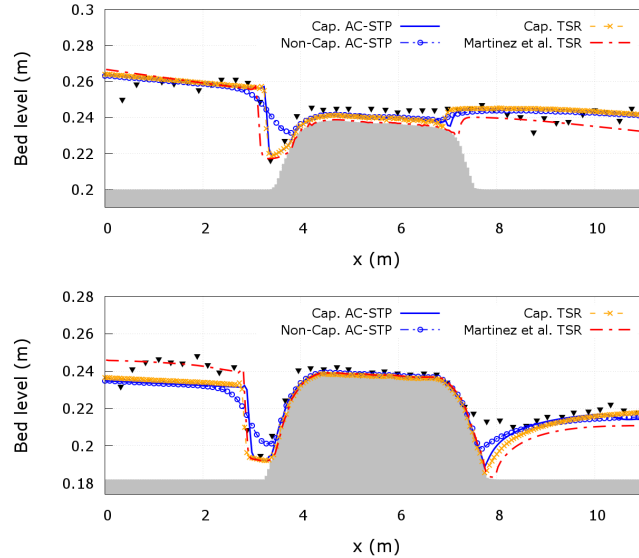 Cap. AC-STP
Cap. TSR
Non-Cap. AC-STP
Martinez et al. TSR
Bed level (m)
0.3
0.28
0.26
0.24
0.22
0.2
0 2 4 6 8 10
x (m)
Cap. AC-STP
Cap. TSR
Non-Cap. AC-STP
Martinez et al. TSR
Bed level (m)
0.28
0.26
0.24
0.22
0.2
0.18
0 2 4 6 8 10
x (m)